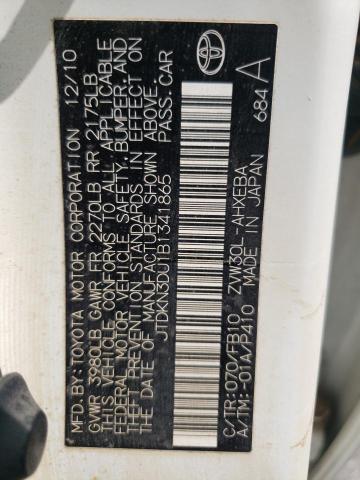 MFD. BY: TOYOTA MOTOR CORPORATION 12/10
GVWR 3980LB GAWR FR 2270LB RR 2175LB
THIS VEHICLE CONFORMS TO ALL APPLICABLE
FEDERAL MOTOR VEHICLE SAFETY, BUMPER, AND
THEFT PREVENTION STANDARDS IN EFFECT ON
THE DATE OF MANUFACTURE SHOWN ABOVE.
JTDKN3DU1B1341865 PASS. CAR
C/TR: 070/FB10 ZVW30L-AHXEBA
A/TM: -01A/P410 MADE IN JAPAN
684 A